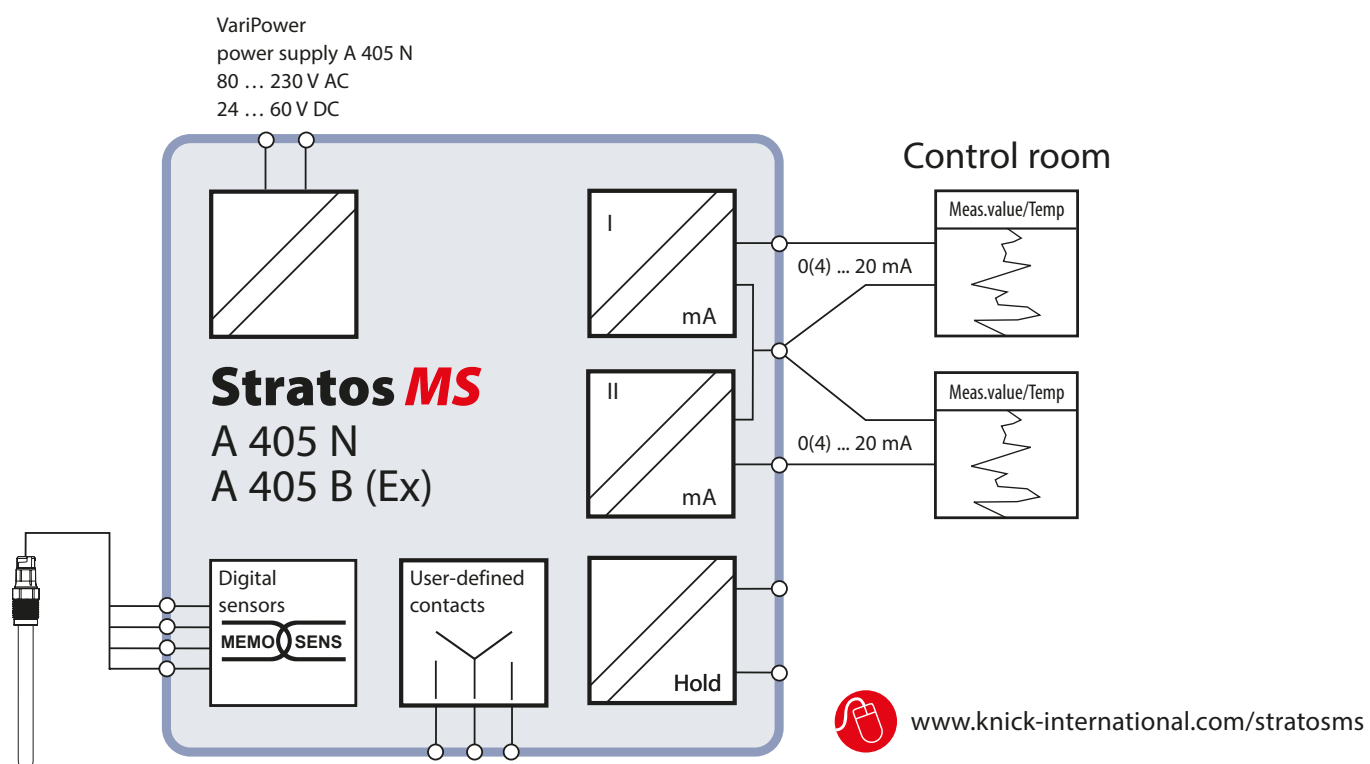 VariPower
power supply A 405 N
80 … 230 V AC
24 … 60 V DC
Control room
I
mA
Meas.value/Temp
0(4) ... 20 mA
Stratos MS
A 405 N
A 405 B (Ex)
II
mA
Meas.value/Temp
0(4) ... 20 mA
Digital
sensors
MEMO SENS
User-defined
contacts
Hold
www.knick-international.com/stratosms